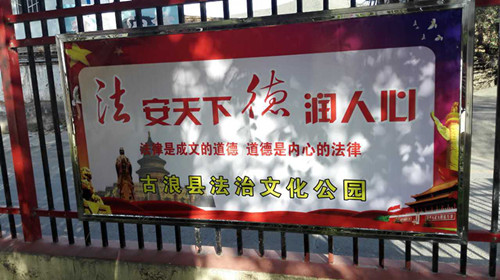 法安天下 德润人心
法律是成文的道德 道德是内心的法律
古浪县法治文化公园